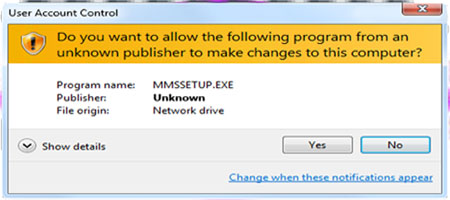 User Account Control
Do you want to allow the following program from an
unknown publisher to make changes to this computer?
Program name: MMSSETUP.EXE
Publisher: Unknown
File origin: Network drive
Show details Yes No
Change when these notifications appear